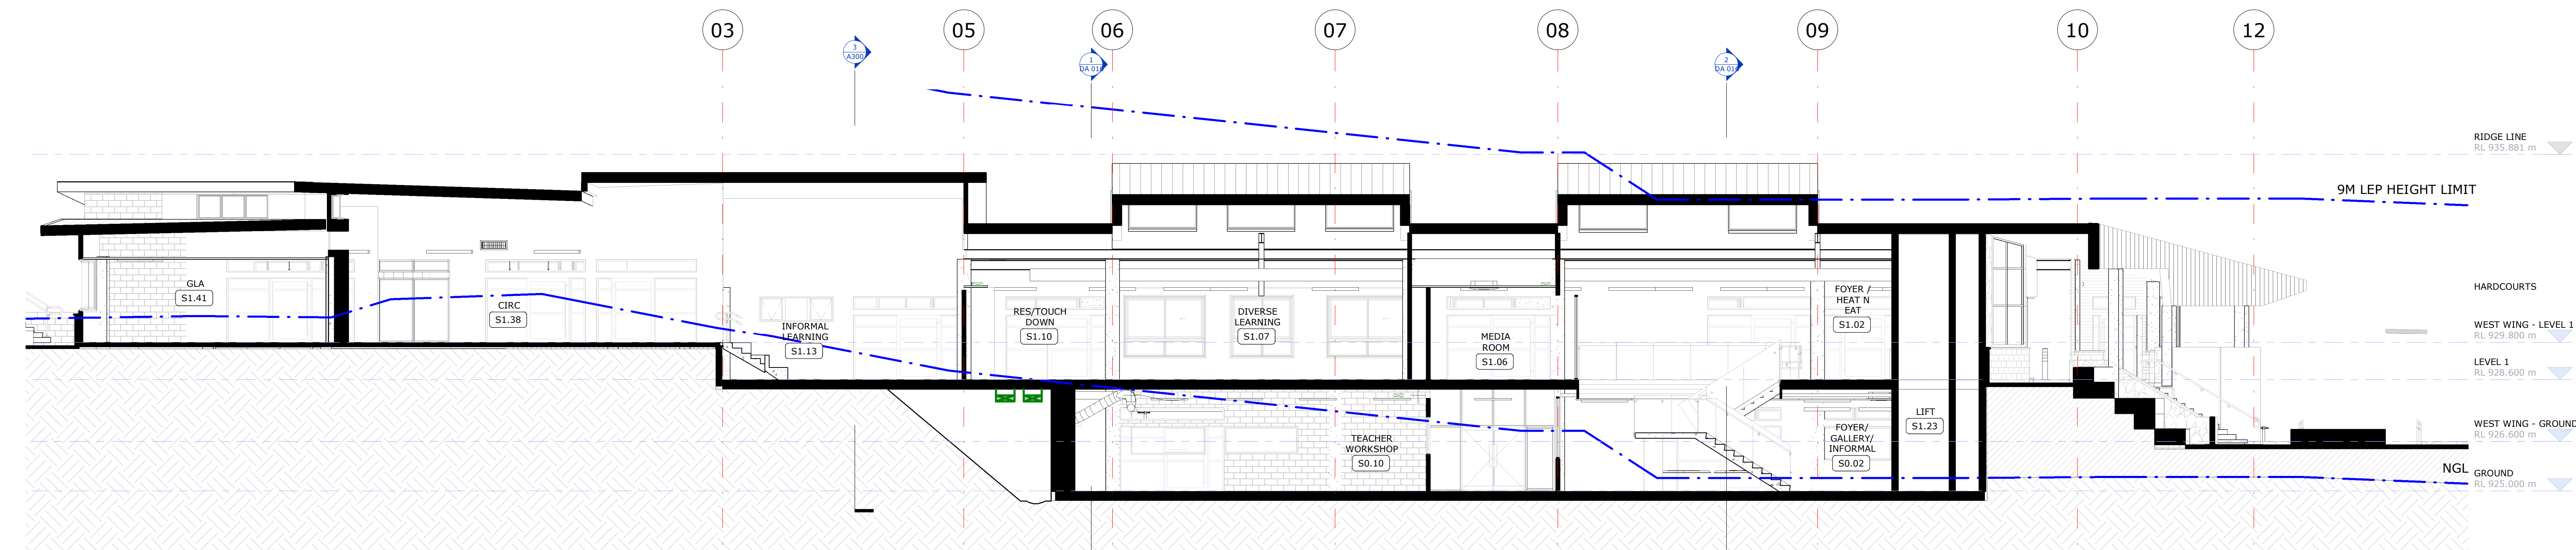 03
05
06
07
08
09
10
12
3
A300
1
DA 016
2
DA 016
RIDGE LINE
RL 935.881 m
9M LEP HEIGHT LIMIT
GLA
S1.41
CIRC
S1.38
INFORMAL
LEARNING
S1.13
RES/TOUCH
DOWN
S1.10
DIVERSE
LEARNING
S1.07
MEDIA
ROOM
S1.06
FOYER /
HEAT N
EAT
S1.02
HARDCOURTS
WEST WING - LEVEL 1
RL 929.800 m
LEVEL 1
RL 928.600 m
TEACHER
WORKSHOP
S0.10
FOYER/
GALLERY/
INFORMAL
S0.02
LIFT
S1.23
WEST WING - GROUND
RL 926.600 m
NGL
GROUND
RL 925.000 m